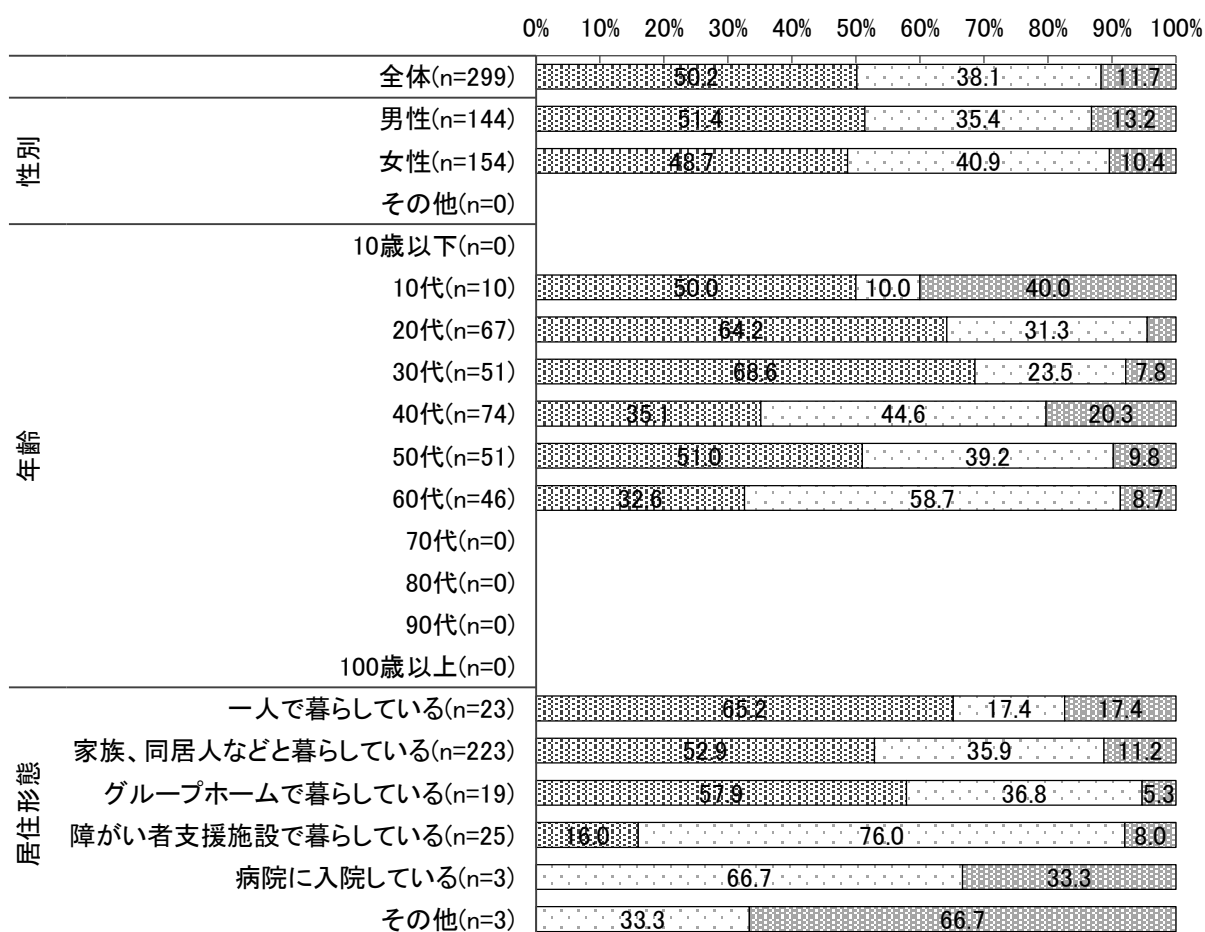 0% 10% 20% 30% 40% 50% 60% 70% 80% 90% 100%
全体(n=299) 50.2 38.1 11.7
性別
男性(n=144) 51.4 35.4 13.2
女性(n=154) 48.7 40.9 10.4
その他(n=0)
年齢
10歳以下(n=0)
10代(n=10) 50.0 10.0 40.0
20代(n=67) 64.2 31.3
30代(n=51) 68.6 23.5 7.8
40代(n=74) 35.1 44.6 20.3
50代(n=51) 51.0 39.2 9.8
60代(n=46) 32.6 58.7 8.7
70代(n=0)
80代(n=0)
90代(n=0)
100歳以上(n=0)
居住形態
一人で暮らしている(n=23) 65.2 17.4 17.4
家族、同居人などと暮らしている(n=223) 52.9 35.9 11.2
グループホームで暮らしている(n=19) 57.9 36.8 5.3
障がい者支援施設で暮らしている(n=25) 16.0 76.0 8.0
病院に入院している(n=3) 66.7 33.3
その他(n=3) 33.3 66.7